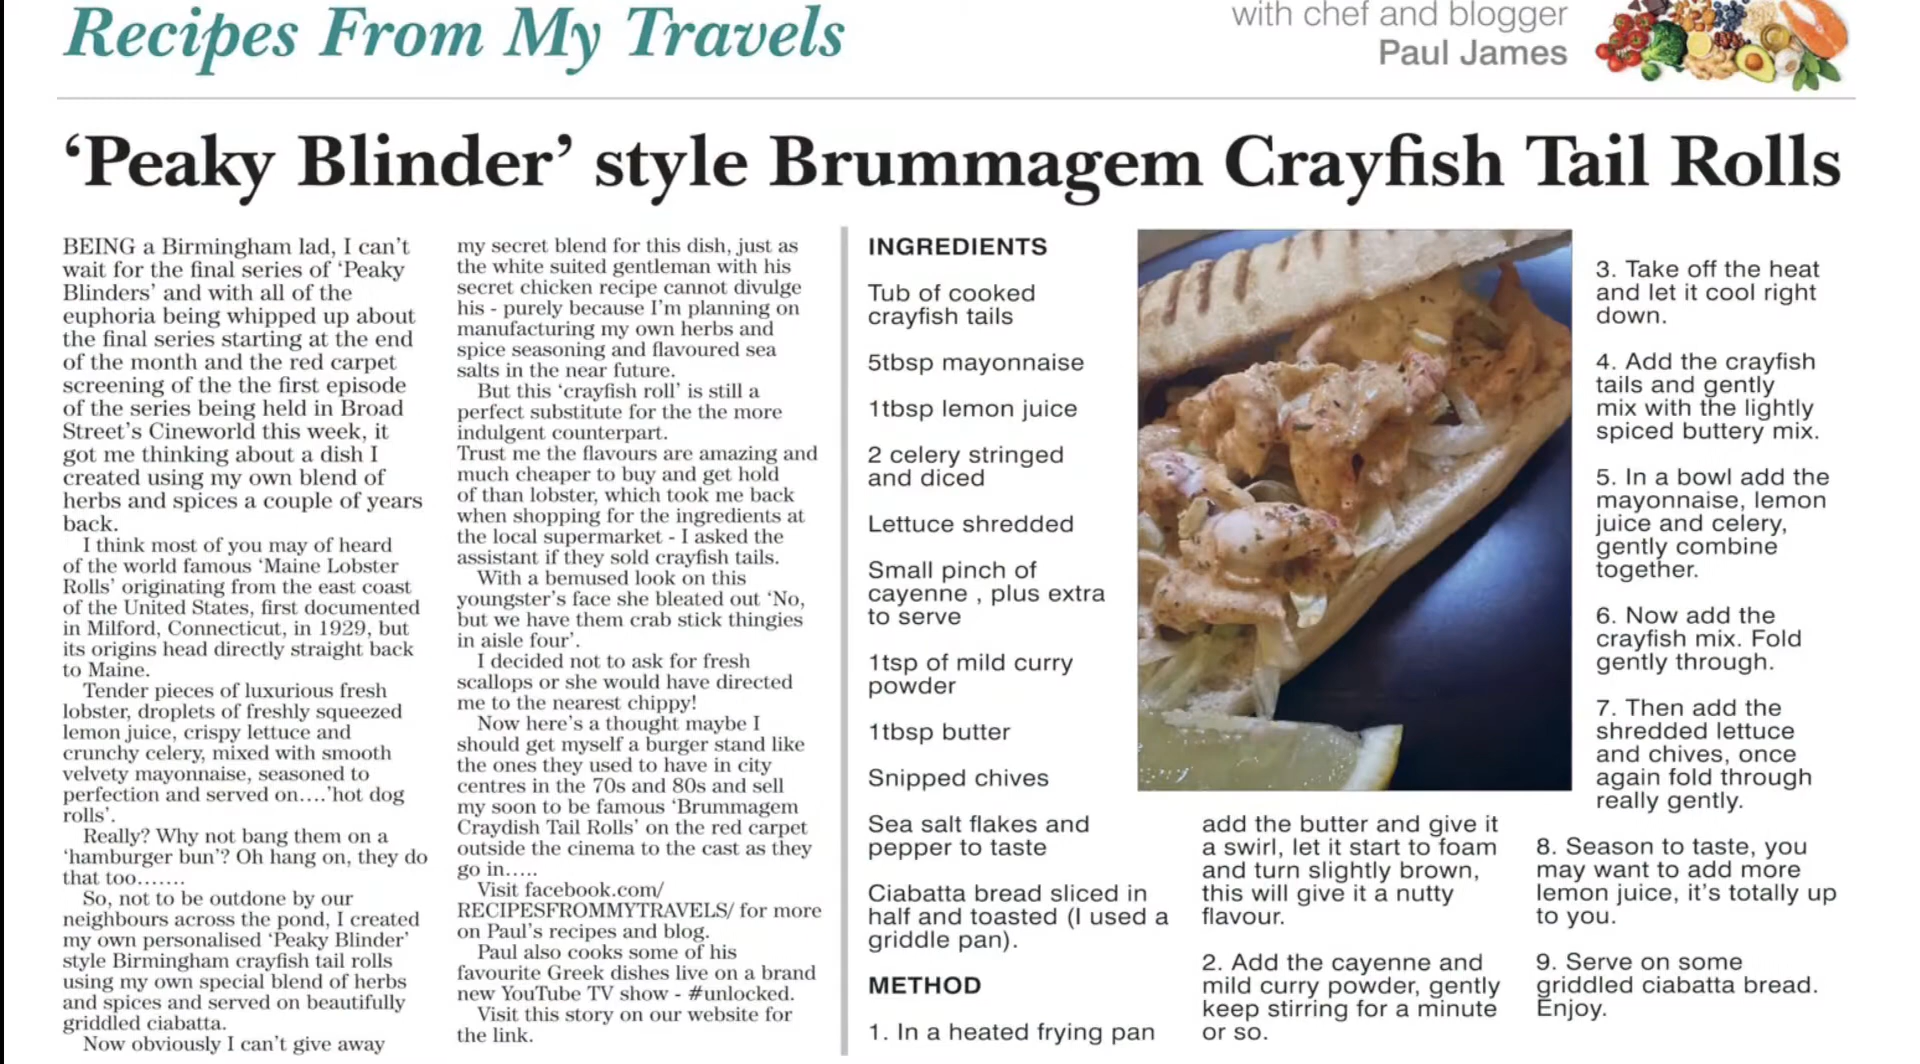 Recipes From My Travels
with chef and blogger
Paul James
‘Peaky Blinder’ style Brummagem Crayfish Tail Rolls
BEING a Birmingham lad, I can’t
wait for the final series of ‘Peaky
Blinders’ and with all of the
euphoria being whipped up about
the final series starting at the end
of the month and the red carpet
screening of the the first episode
of the series being held in Broad
Street’s Cineworld this week, it
got me thinking about a dish I
created using my own blend of
herbs and spices a couple of years
back.
I think most of you may of heard
of the world famous ‘Maine Lobster
Rolls’ originating from the east coast
of the United States, first documented
in Milford, Connecticut, in 1929, but
its origins head directly straight back
to Maine.
Tender pieces of luxurious fresh
lobster, droplets of freshly squeezed
lemon juice, crispy lettuce and
crunchy celery, mixed with smooth
velvety mayonnaise, seasoned to
perfection and served on....’hot dog
rolls’.
Really? Why not bang them on a
‘hamburger bun’? Oh hang on, they do
that too.......
So, not to be outdone by our
neighbours across the pond, I created
my own personalised ‘Peaky Blinder’
style Birmingham crayfish tail rolls
using my own special blend of herbs
and spices and served on beautifully
griddled ciabatta.
Now obviously I can’t give away
my secret blend for this dish, just as
the white suited gentleman with his
secret chicken recipe cannot divulge
his - purely because I’m planning on
manufacturing my own herbs and
spice seasoning and flavoured sea
salts in the near future.
But this ‘crayfish roll’ is still a
perfect substitute for the the more
indulgent counterpart.
Trust me the flavours are amazing and
much cheaper to buy and get hold
of than lobster, which took me back
when shopping for the ingredients at
the local supermarket - I asked the
assistant if they sold crayfish tails.
With a bemused look on this
youngster’s face she bleated out ‘No,
but we have them crab stick thingies
in aisle four’.
I decided not to ask for fresh
scallops or she would have directed
me to the nearest chippy!
Now here’s a thought maybe I
should get myself a burger stand like
the ones they used to have in city
centres in the 70s and 80s and sell
my soon to be famous ‘Brummagem
Craydish Tail Rolls’ on the red carpet
outside the cinema to the cast as they
go in.....
Visit facebook.com/
RECIPESFROMMYTRAVELS/ for more
on Paul’s recipes and blog.
Paul also cooks some of his
favourite Greek dishes live on a brand
new YouTube TV show - #unlocked.
Visit this story on our website for
the link.
INGREDIENTS
Tub of cooked
crayfish tails
5tbsp mayonnaise
1tbsp lemon juice
2 celery stringed
and diced
Lettuce shredded
Small pinch of
cayenne , plus extra
to serve
1tsp of mild curry
powder
1tbsp butter
Snipped chives
Sea salt flakes and
pepper to taste
Ciabatta bread sliced in
half and toasted (I used a
griddle pan).
METHOD
1. In a heated frying pan
add the butter and give it
a swirl, let it start to foam
and turn slightly brown,
this will give it a nutty
flavour.
2. Add the cayenne and
mild curry powder, gently
keep stirring for a minute
or so.
3. Take off the heat
and let it cool right
down.
4. Add the crayfish
tails and gently
mix with the lightly
spiced buttery mix.
5. In a bowl add the
mayonnaise, lemon
juice and celery,
gently combine
together.
6. Now add the
crayfish mix. Fold
gently through.
7. Then add the
shredded lettuce
and chives, once
again fold through
really gently.
8. Season to taste, you
may want to add more
lemon juice, it’s totally up
to you.
9. Serve on some
griddled ciabatta bread.
Enjoy.